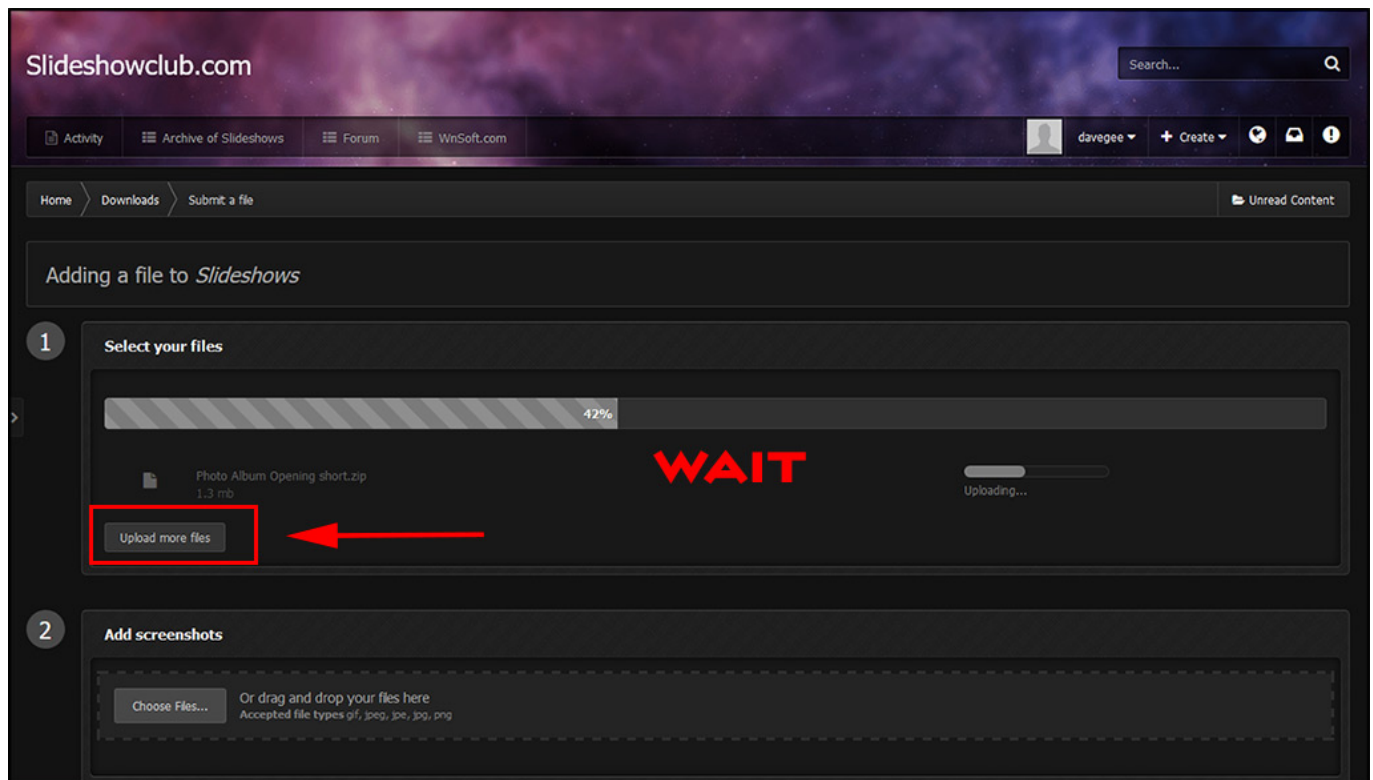 Slideshowclub.com
Search...
Activity
Archive of Slideshows
Forum
WnSoft.com
davegee
Create
Home
Downloads
Submit a file
Unread Content
Adding a file to Slideshows
1
Select your files
42%
WAIT
Photo Album Opening short.zip
1.3 mb
Uploading...
Upload more files
2
Add screenshots
Choose Files...
Or drag and drop your files here
Accepted file types gif, jpeg, jpe, jpg, png